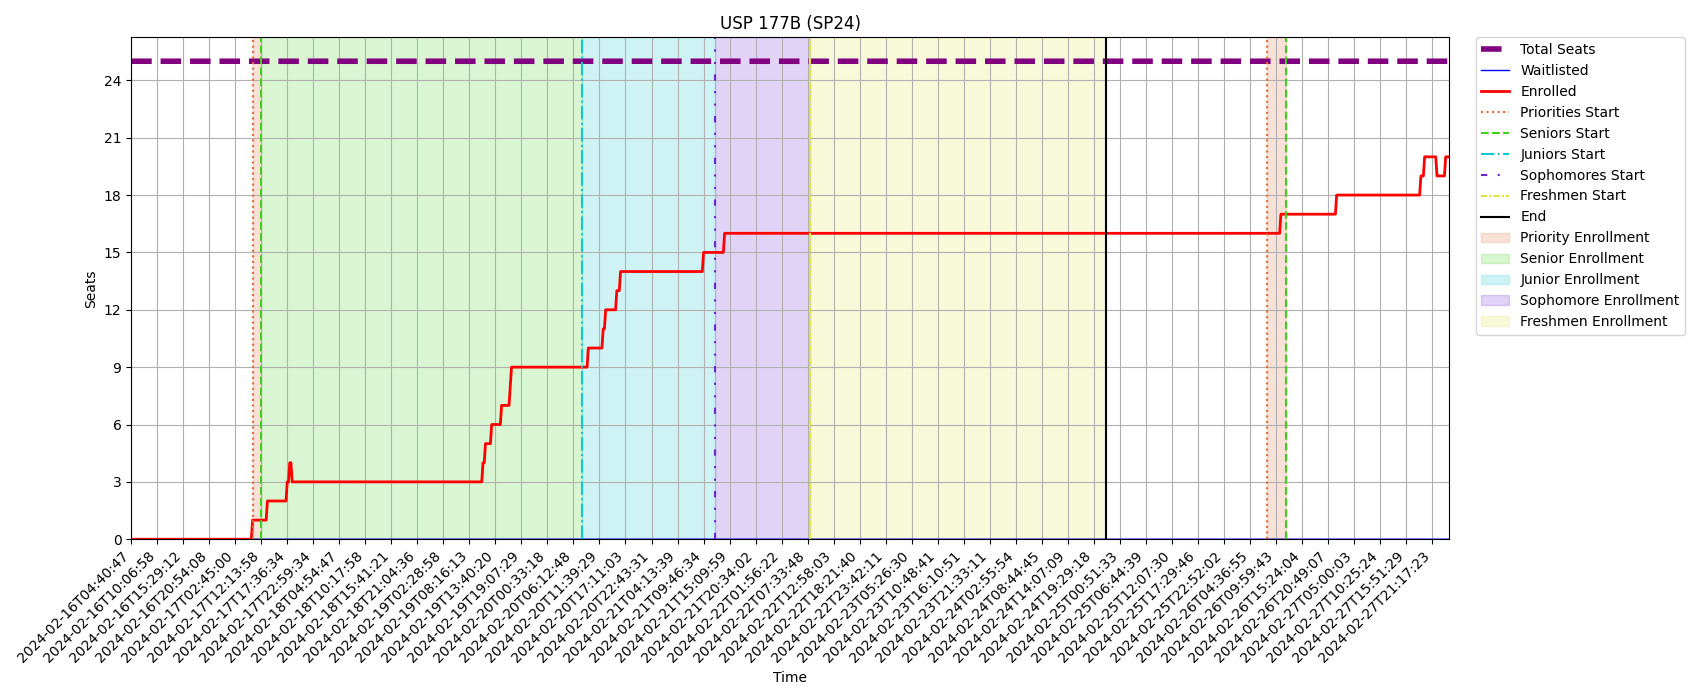 USP 177B (SP24)
Total Seats
Waitlisted
Enrolled
Priorities Start
Seniors Start
Juniors Start
Sophomores Start
Freshmen Start
End
Priority Enrollment
Senior Enrollment
Junior Enrollment
Sophomore Enrollment
Freshmen Enrollment
Seats
24
21
18
15
12
9
6
3
0
2024-02-16T04:40:47
2024-02-16T10:06:58
2024-02-16T15:29:12
2024-02-16T20:54:08
2024-02-17T02:45:00
2024-02-17T12:13:58
2024-02-17T17:36:34
2024-02-17T22:59:34
2024-02-18T04:54:47
2024-02-18T10:17:58
2024-02-18T15:41:21
2024-02-18T21:04:36
2024-02-19T02:28:58
2024-02-19T08:16:13
2024-02-19T13:40:20
2024-02-19T19:07:29
2024-02-20T00:33:18
2024-02-20T06:12:48
2024-02-20T11:39:29
2024-02-20T17:11:03
2024-02-20T22:43:31
2024-02-21T04:13:39
2024-02-21T09:46:34
2024-02-21T15:09:59
2024-02-21T20:34:02
2024-02-22T01:56:22
2024-02-22T07:33:48
2024-02-22T12:58:03
2024-02-22T18:21:40
2024-02-22T23:42:11
2024-02-23T05:26:30
2024-02-23T10:48:41
2024-02-23T16:10:51
2024-02-23T21:33:11
2024-02-24T02:55:54
2024-02-24T08:44:45
2024-02-24T14:07:09
2024-02-24T19:29:18
2024-02-25T00:51:33
2024-02-25T06:44:39
2024-02-25T12:07:30
2024-02-25T17:29:46
2024-02-25T22:52:02
2024-02-26T04:36:55
2024-02-26T09:59:43
2024-02-26T15:24:04
2024-02-26T20:49:07
2024-02-27T05:00:03
2024-02-27T10:25:24
2024-02-27T15:51:29
2024-02-27T21:17:23
Time